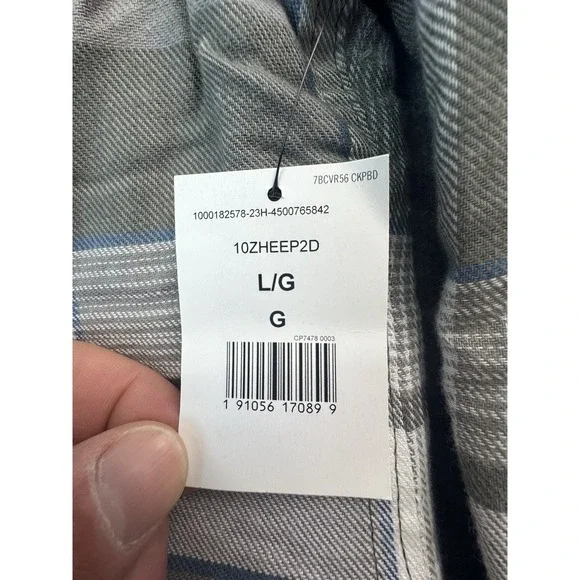 7BCVR56 CKPBD
1000182578-23H-4500765842
10ZHEEP2D
L/G
G
CP7478 0003
1 91056 17089 9